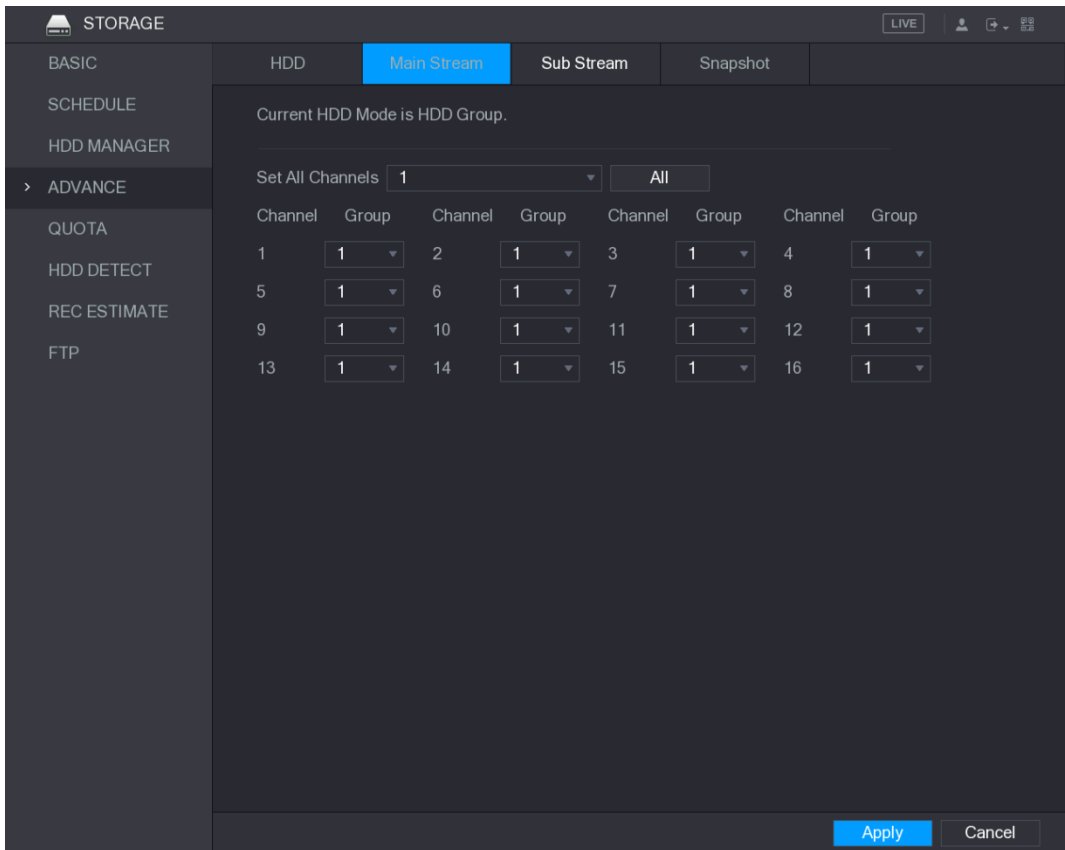 STORAGE LIVE
BASIC
SCHEDULE
HDD MANAGER
> ADVANCE
QUOTA
HDD DETECT
REC ESTIMATE
FTP
HDD Main Stream Sub Stream Snapshot
Current HDD Mode is HDD Group.
Set All Channels 1 All
Channel Group Channel Group Channel Group Channel Group
1 1 2 1 3 1 4 1
5 1 6 1 7 1 8 1
9 1 10 1 11 1 12 1
13 1 14 1 15 1 16 1
Apply Cancel